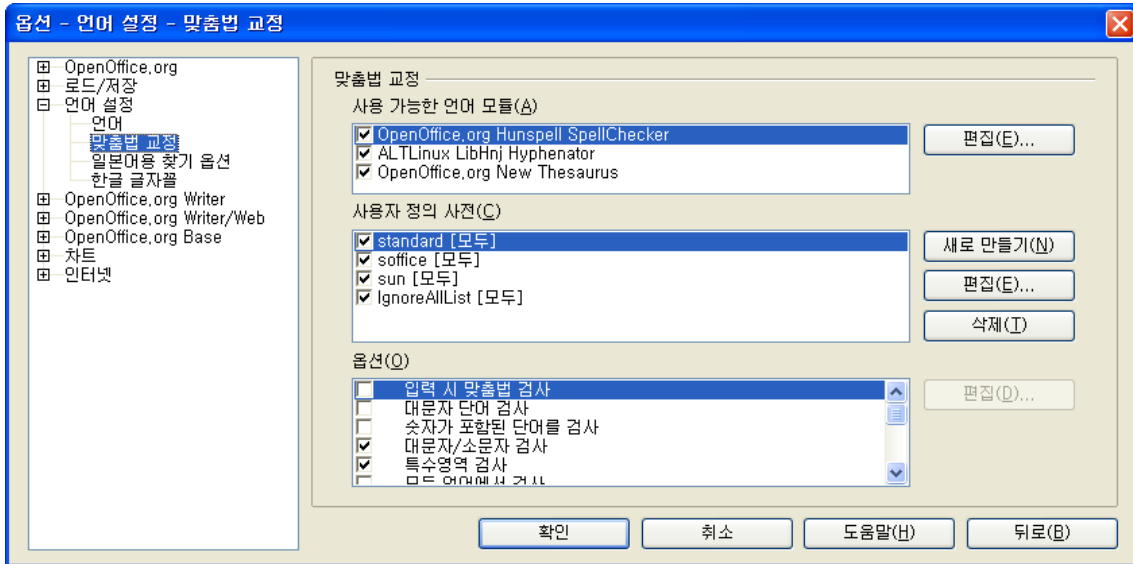 옵션 - 언어 설정 - 맞춤법 교정
OpenOffice.org
로드/저장
언어 설정
언어
맞춤법 교정
일본어용 찾기 옵션
한글 글자꼴
OpenOffice.org Writer
OpenOffice.org Writer/Web
OpenOffice.org Base
차트
인터넷
맞춤법 교정
사용 가능한 언어 모듈(A)
OpenOffice.org Hunspell SpellChecker
ALTLinux LibHnj Hyphenator
OpenOffice.org New Thesaurus
편집(E)...
사용자 정의 사전(C)
standard [모두]
soffice [모두]
sun [모두]
IgnoreAllList [모두]
새로 만들기(N)
편집(E)...
삭제(T)
옵션(O)
입력 시 맞춤법 검사
대문자 단어 검사
숫자가 포함된 단어를 검사
대문자/소문자 검사
특수영역 검사
모든 언어에서 검사
편집(D)...
확인
취소
도움말(H)
뒤로(B)